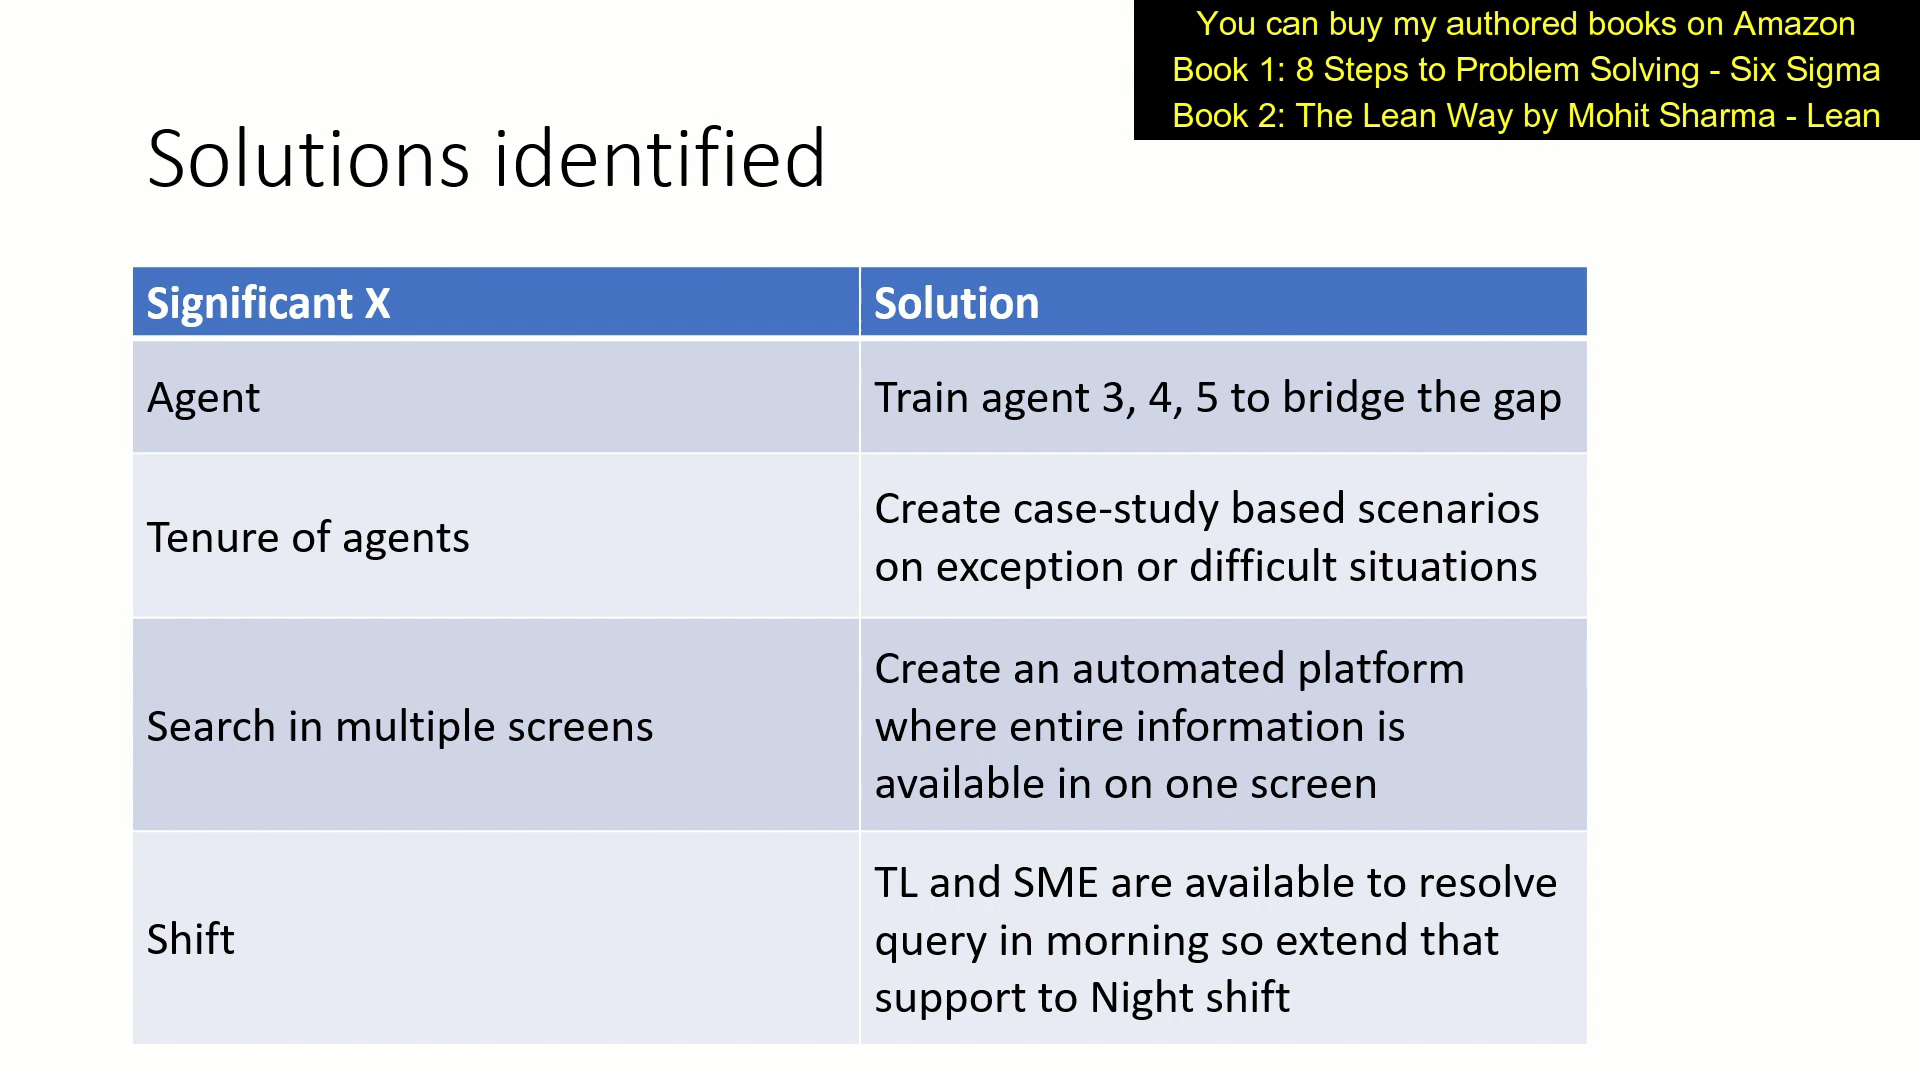 You can buy my authored books on Amazon
Book 1: 8 Steps to Problem Solving - Six Sigma
Book 2: The Lean Way by Mohit Sharma - Lean
Solutions identified
Significant X
Solution
Agent
Train agent 3, 4, 5 to bridge the gap
Tenure of agents
Create case-study based scenarios
on exception or difficult situations
Search in multiple screens
Create an automated platform
where entire information is
available in on one screen
Shift
TL and SME are available to resolve
query in morning so extend that
support to Night shift